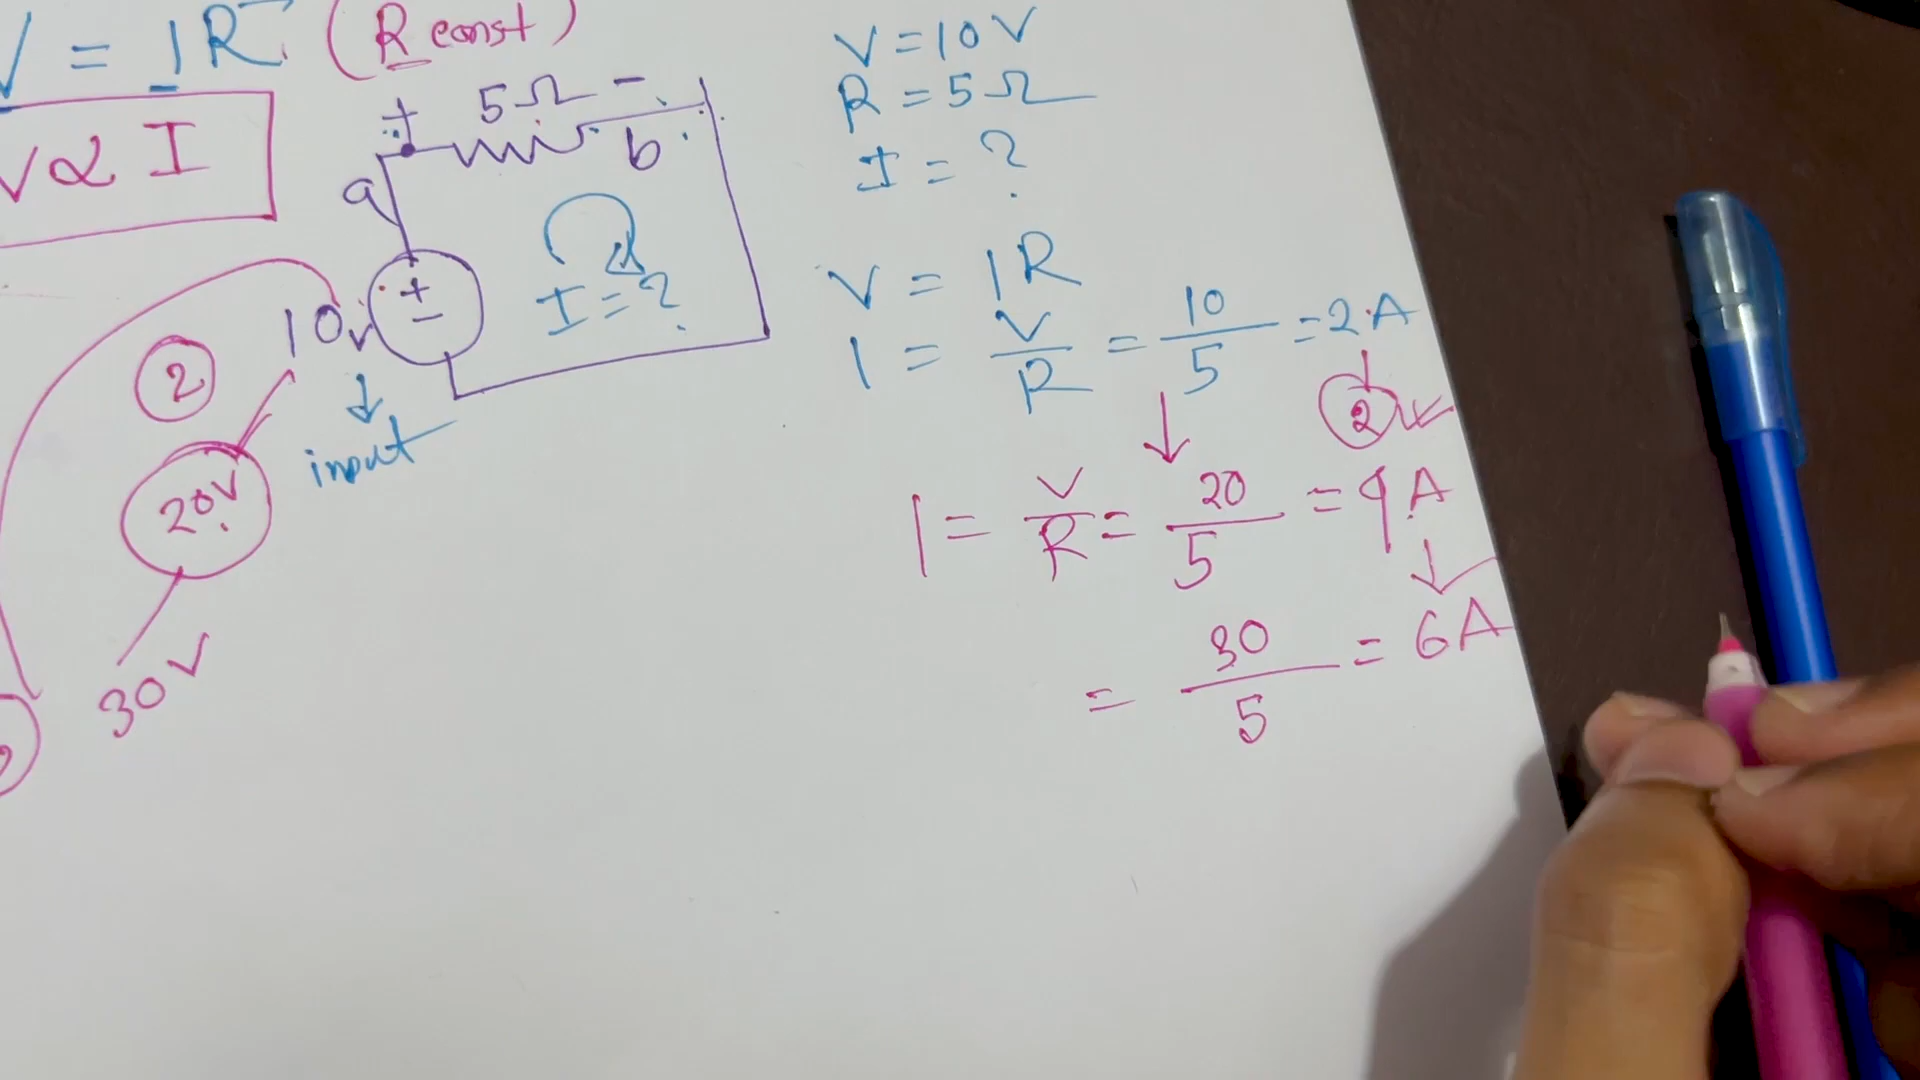 V = IR (R const)
V ∝ I
+ 5Ω -
a b
+
-
10v
I = ?
input
2
20V
30V
V = 10V
R = 5Ω
I = ?
V = IR
I = V/R = 10/5 = 2A
2
I = V/R = 20/5 = 4A
= 30/5 = 6A